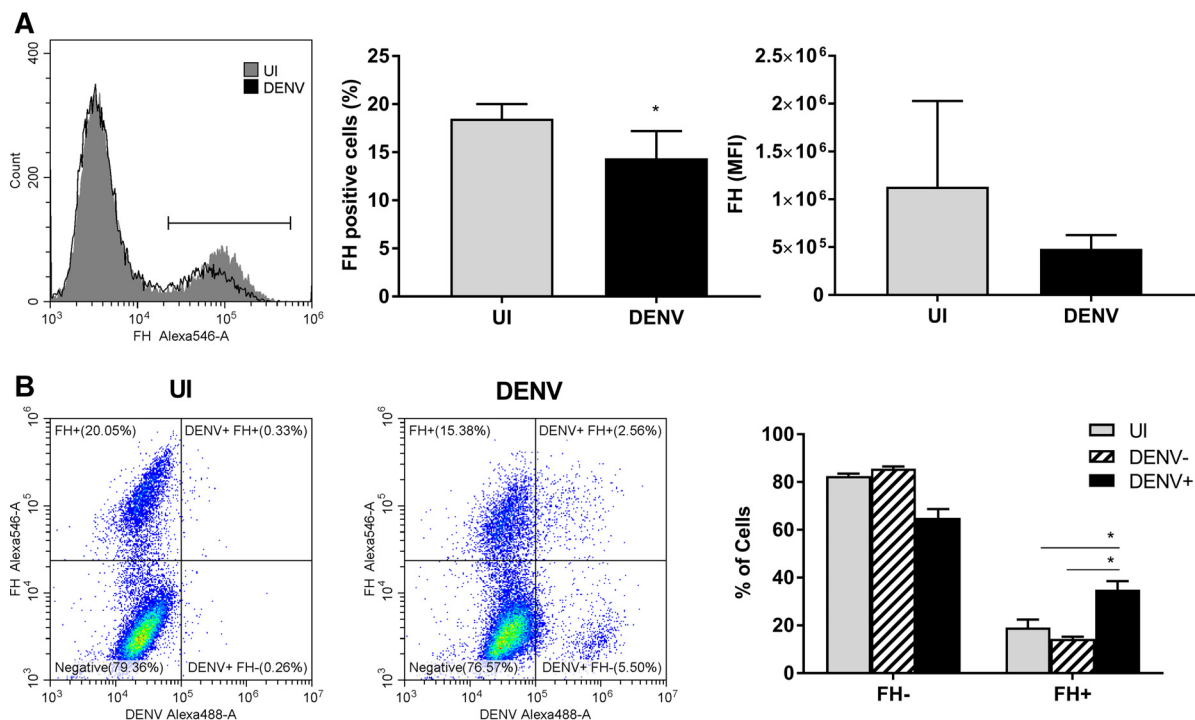 A
400
200
0
Count
UI
DENV
10³ 10⁴ 10⁵ 10⁶
FH Alexa546-A
25
20
15
10
5
0
FH positive cells (%)
*
UI DENV
2.5×10⁶
2×10⁶
1.5×10⁶
1×10⁶
5×10⁵
0
FH (MFI)
UI DENV
B
UI
10⁶
10⁵
10⁴
10³
FH Alexa546-A
FH+(20.05%) DENV+ FH+(0.33%)
Negative(79.36%) DENV+ FH-(0.26%)
10³ 10⁴ 10⁵ 10⁶ 10⁷
DENV Alexa488-A
DENV
10⁶
10⁵
10⁴
10³
FH Alexa546-A
FH+(15.38%) DENV+ FH+(2.56%)
Negative(76.57%) DENV+ FH-(5.50%)
10³ 10⁴ 10⁵ 10⁶ 10⁷
DENV Alexa488-A
100
80
60
40
20
0
% of Cells
UI
DENV-
DENV+
*
*
FH- FH+